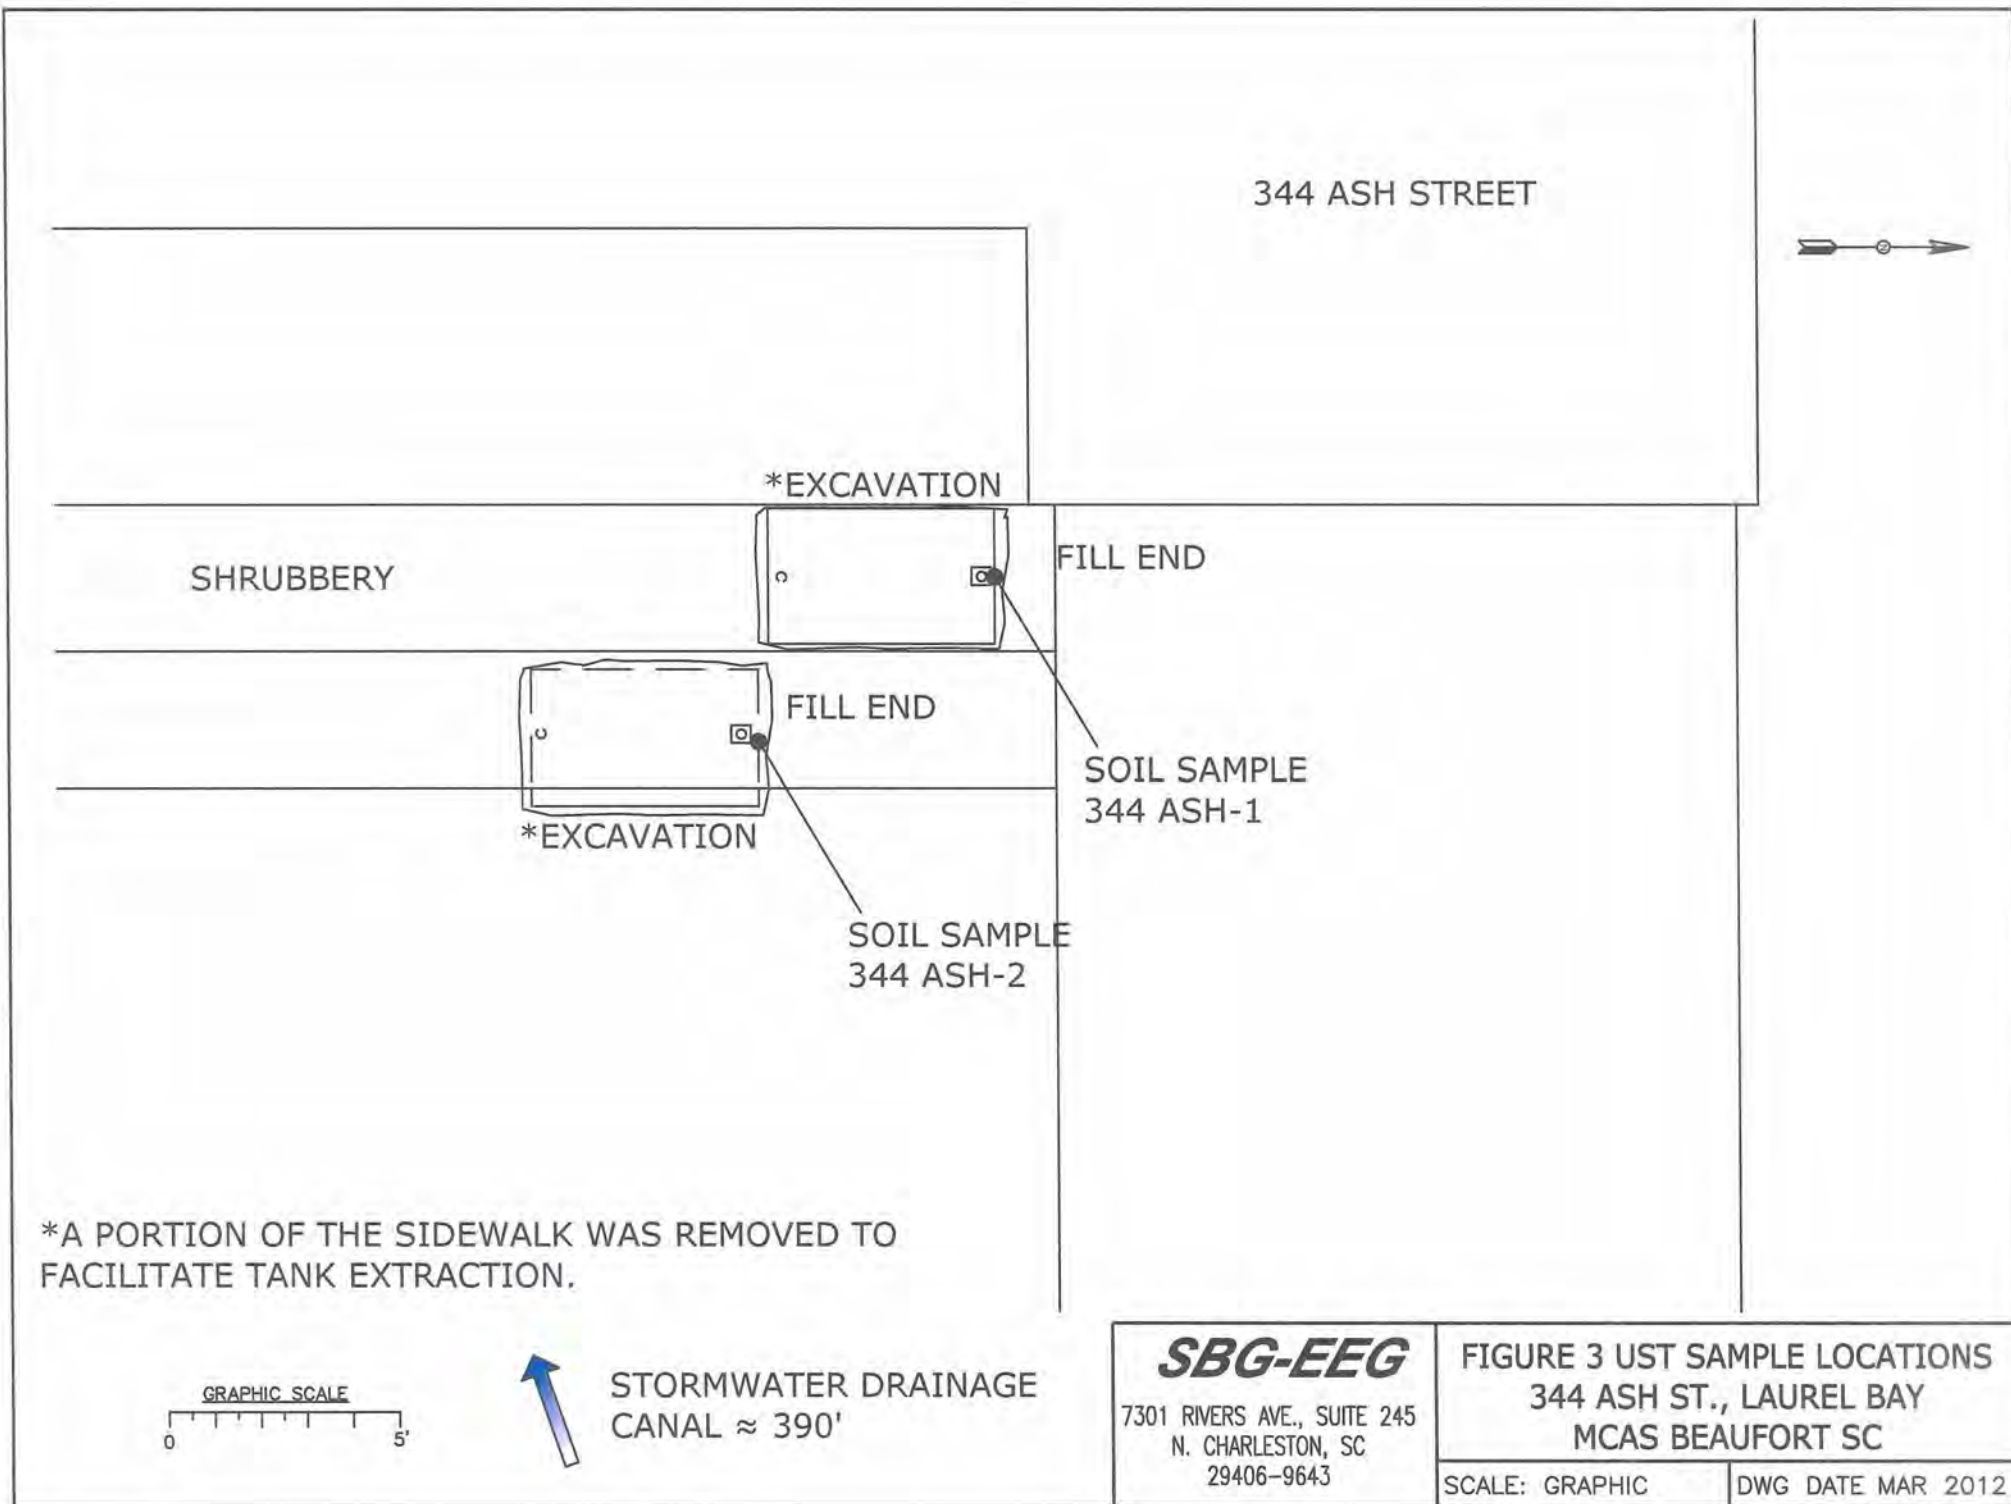 344 ASH STREET
N
*EXCAVATION
FILL END
SHRUBBERY
C
O
FILL END
C
O
SOIL SAMPLE
344 ASH-1
*EXCAVATION
SOIL SAMPLE
344 ASH-2
*A PORTION OF THE SIDEWALK WAS REMOVED TO
FACILITATE TANK EXTRACTION.
GRAPHIC SCALE
0 5'
STORMWATER DRAINAGE
CANAL ≈ 390'
SBG-EEG
7301 RIVERS AVE., SUITE 245
N. CHARLESTON, SC
29406-9643
FIGURE 3 UST SAMPLE LOCATIONS
344 ASH ST., LAUREL BAY
MCAS BEAUFORT SC
SCALE: GRAPHIC
DWG DATE MAR 2012